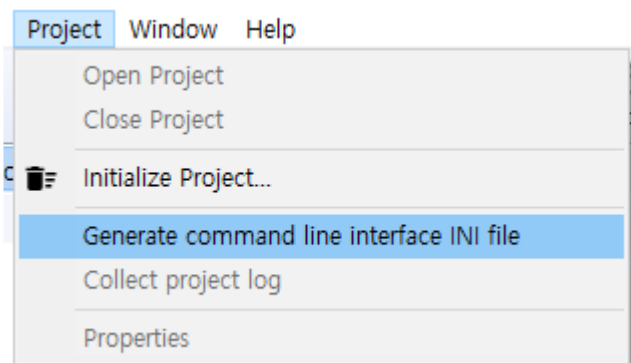 Project Window Help
Open Project
Close Project
Initialize Project...
Generate command line interface INI file
Collect project log
Properties